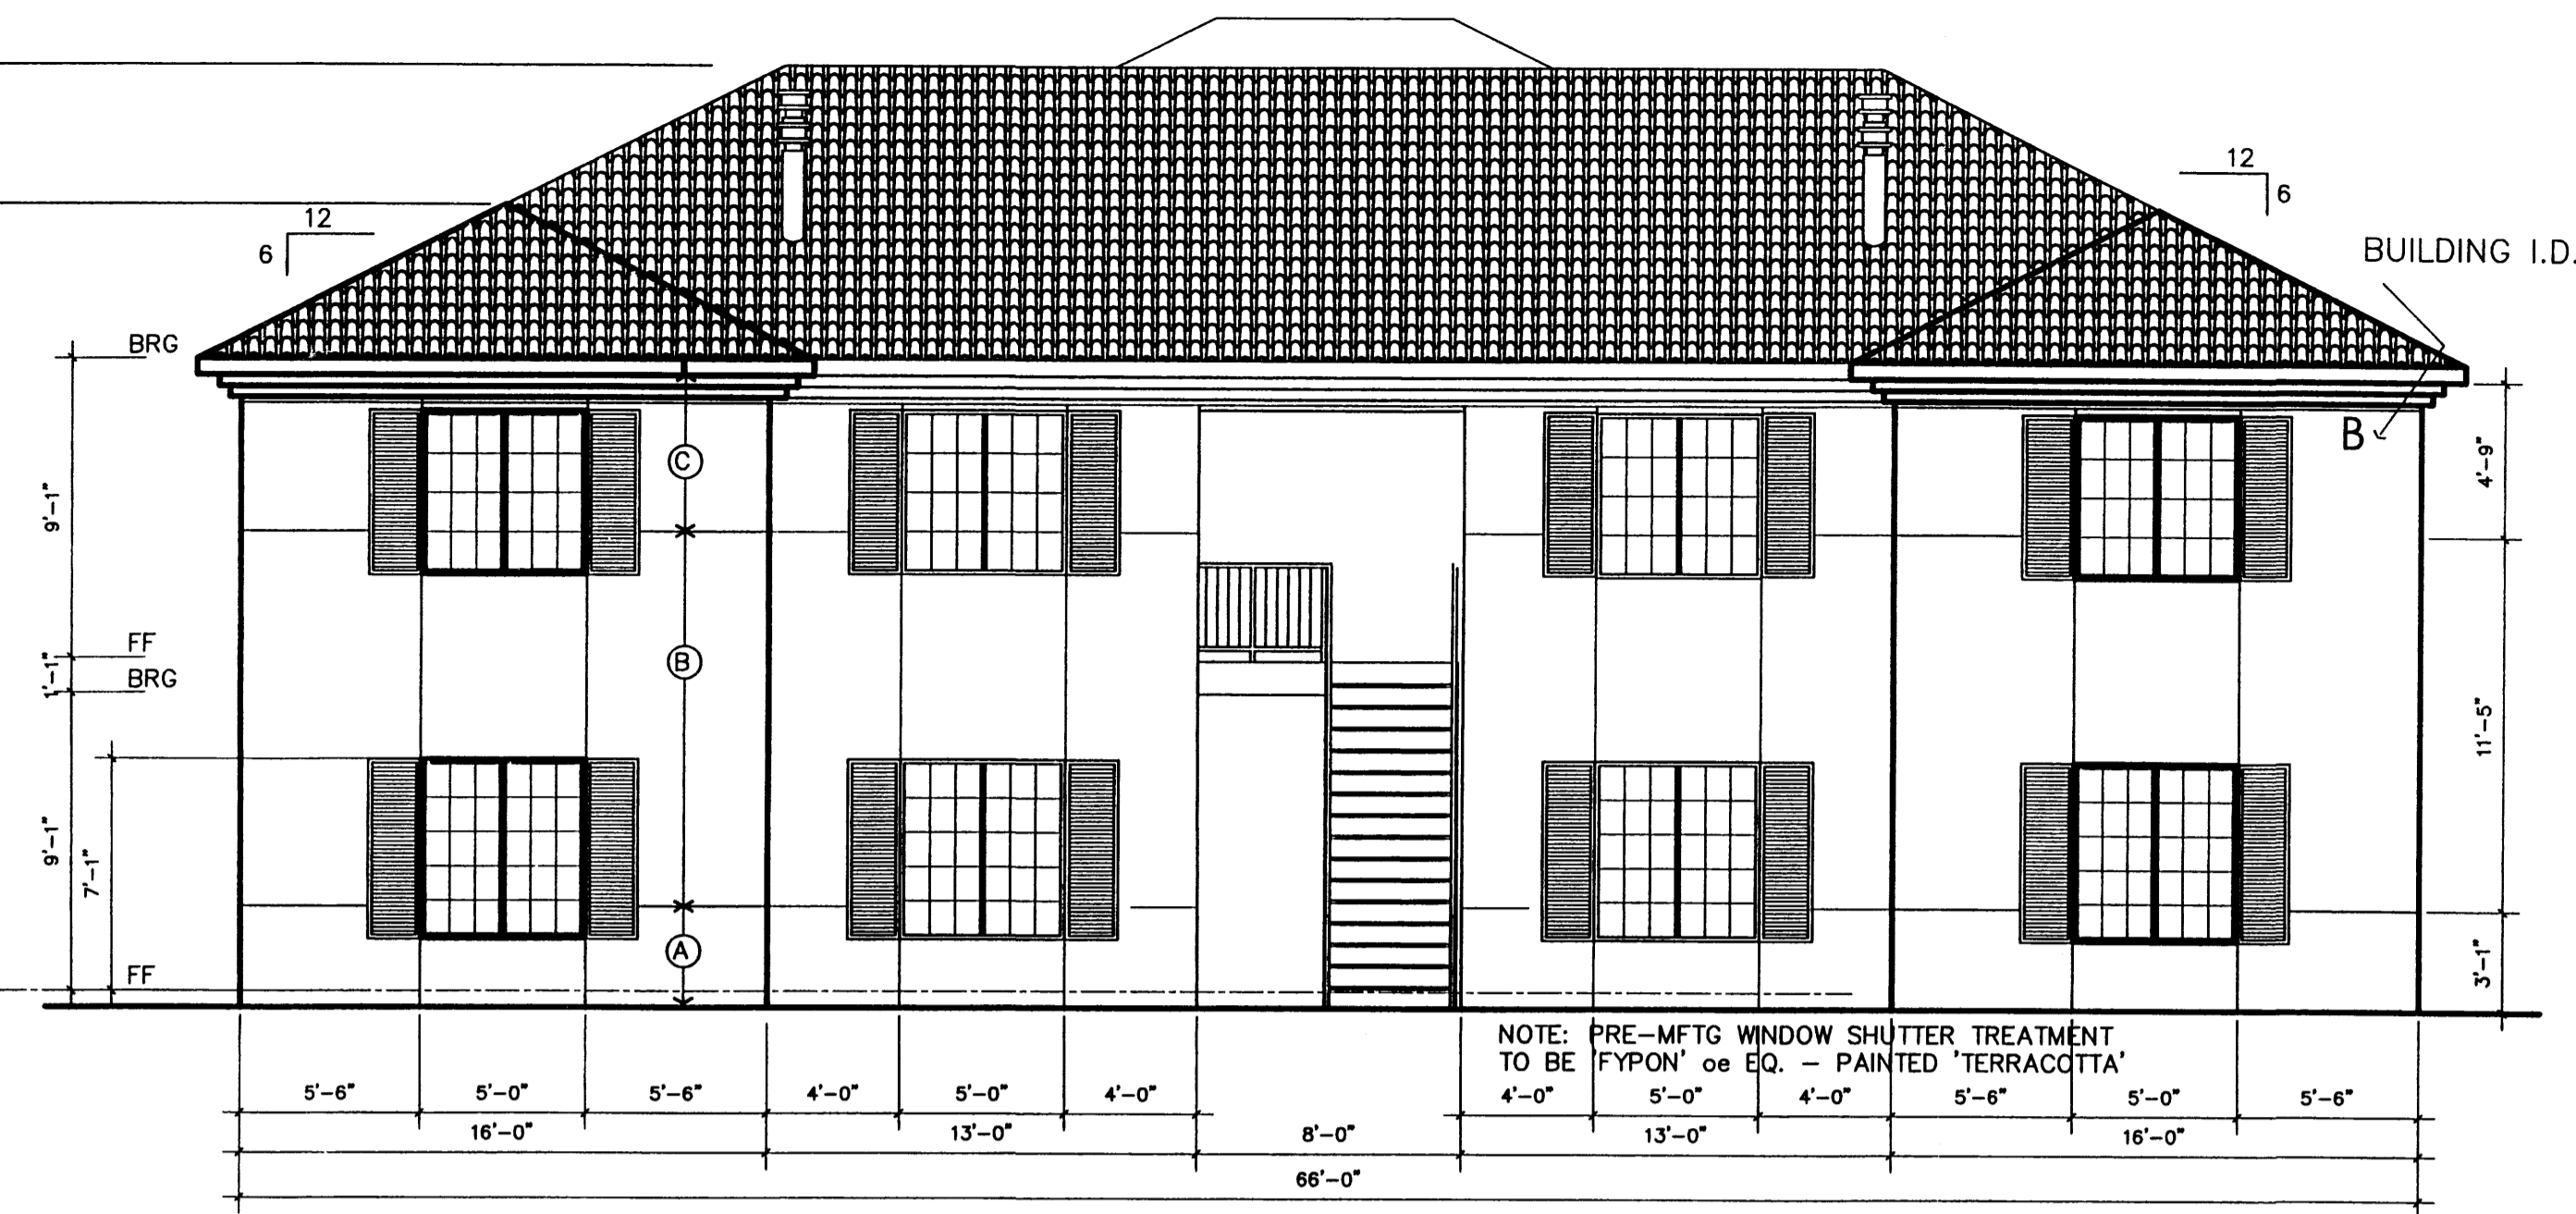 12
6
12
6
BUILDING I.D.
B
BRG
C
9'-1"
4'-9"
FF
B
1'-1"
BRG
11'-5"
9'-1"
7'-1"
A
3'-1"
FF
NOTE: PRE-MFTG WINDOW SHUTTER TREATMENT
TO BE 'FYPON' oe EQ. - PAINTED 'TERRACOTTA'
5'-6" 5'-0" 5'-6" 4'-0" 5'-0" 4'-0" 4'-0" 5'-0" 4'-0" 5'-6" 5'-0" 5'-6"
16'-0" 13'-0" 8'-0" 13'-0" 16'-0"
66'-0"